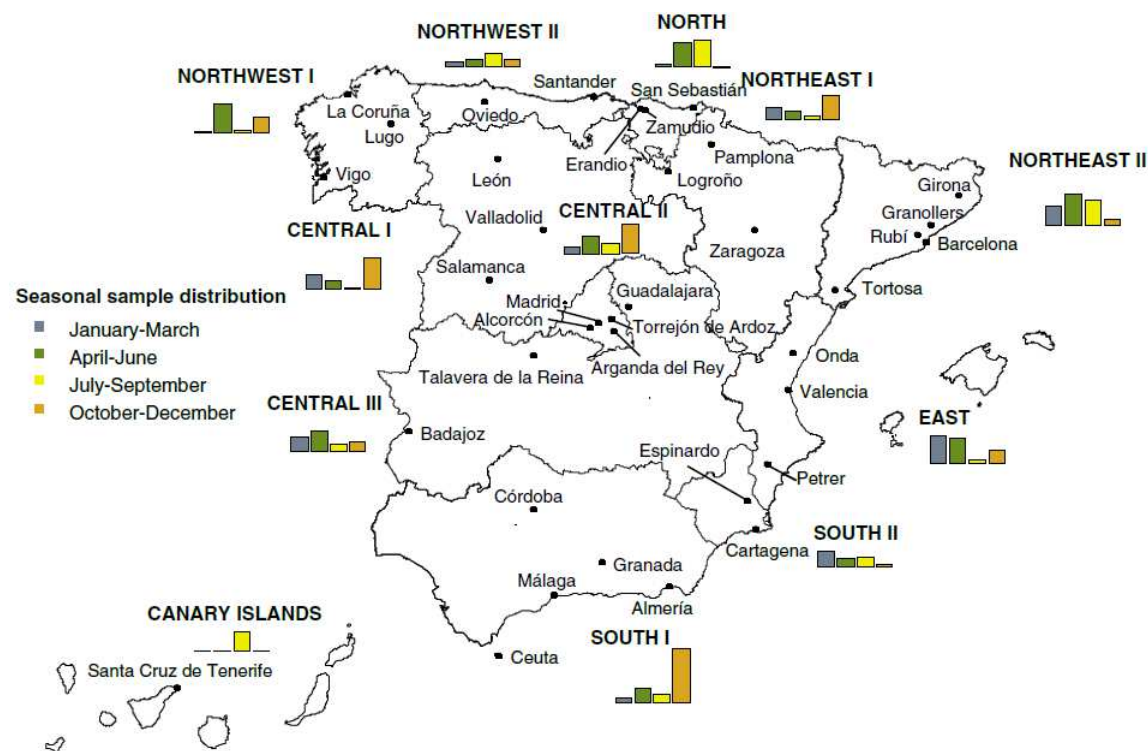 NORTH
NORTHWEST II
NORTHWEST I
Santander
San Sebastián
NORTHEAST I
La Coruña
Oviedo
Lugo
Zamudio
Erandio
Pamplona
NORTHEAST II
Vigo
León
Logroño
Girona
Granollers
CENTRAL I
Valladolid
CENTRAL II
Zaragoza
Rubí
Barcelona
Salamanca
Guadalajara
Tortosa
Seasonal sample distribution
January-March
April-June
July-September
October-December
Madrid
Alcorcón
Torrejón de Ardoz
Arganda del Rey
Talavera de la Reina
Onda
Valencia
CENTRAL III
Badajoz
EAST
Espinardo
Petrer
Córdoba
Cartagena
SOUTH II
Granada
Málaga
Almería
CANARY ISLANDS
SOUTH I
Ceuta
Santa Cruz de Tenerife